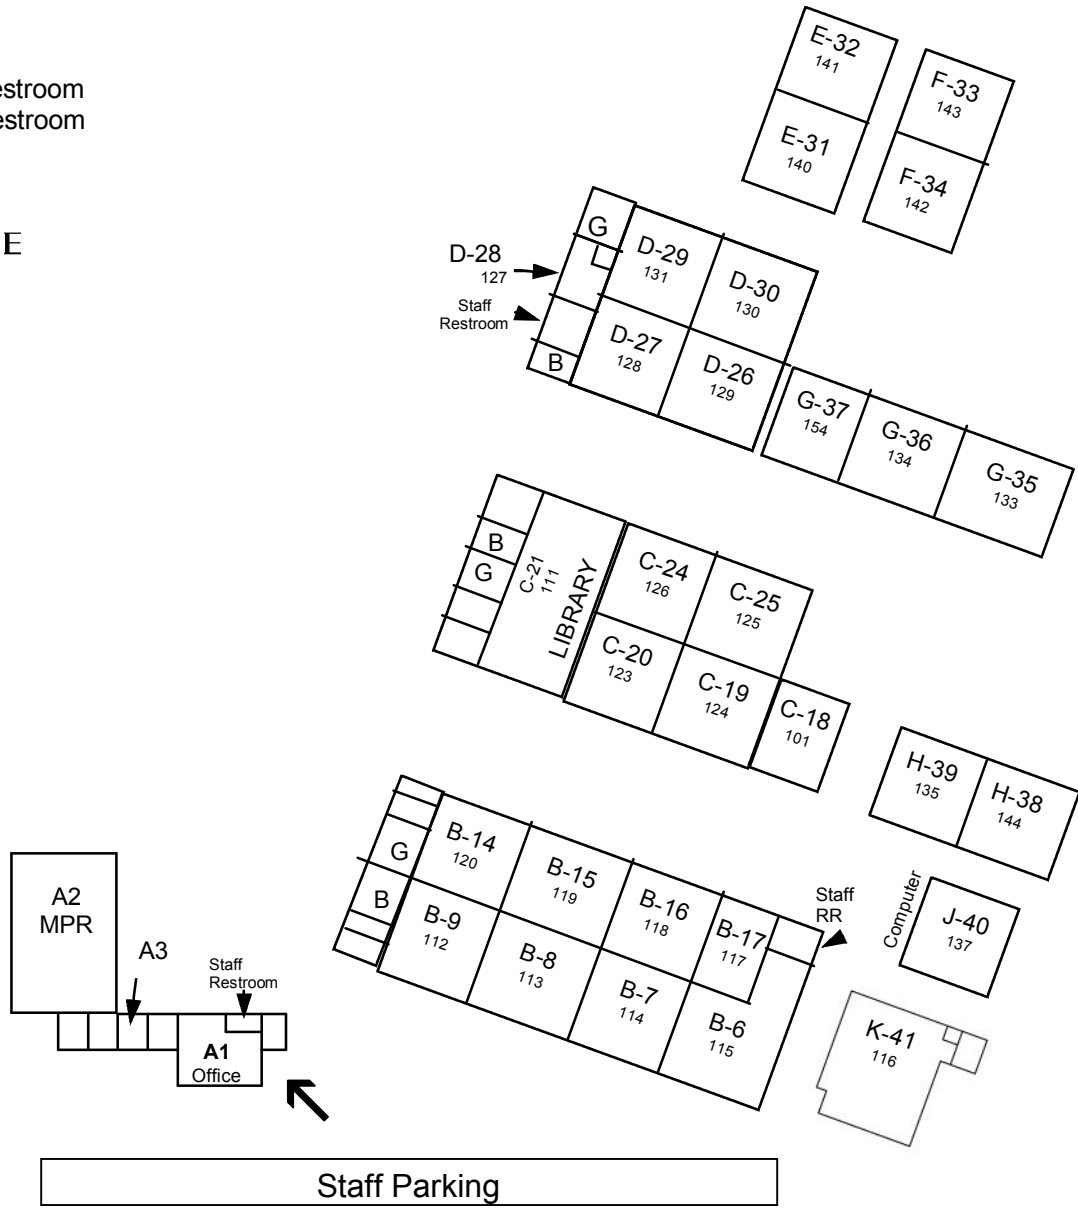 E-32
141
F-33
143
estroom
estroom
E-31
140
F-34
142
E
G
D-29
131
D-28
127
D-30
130
Staff
Restroom
D-27
128
B
D-26
129
G-37
154
G-36
134
G-35
133
B
G
C-21
111
LIBRARY
C-24
126
C-25
125
C-20
123
C-19
124
C-18
101
H-39
135
H-38
144
G
B
B-14
120
B-15
119
B-16
118
B-17
117
Staff
RR
Computer
J-40
137
B-9
112
B-8
113
B-7
114
B-6
115
K-41
116
A2
MPR
A3
Staff
Restroom
A1
Office
Staff Parking